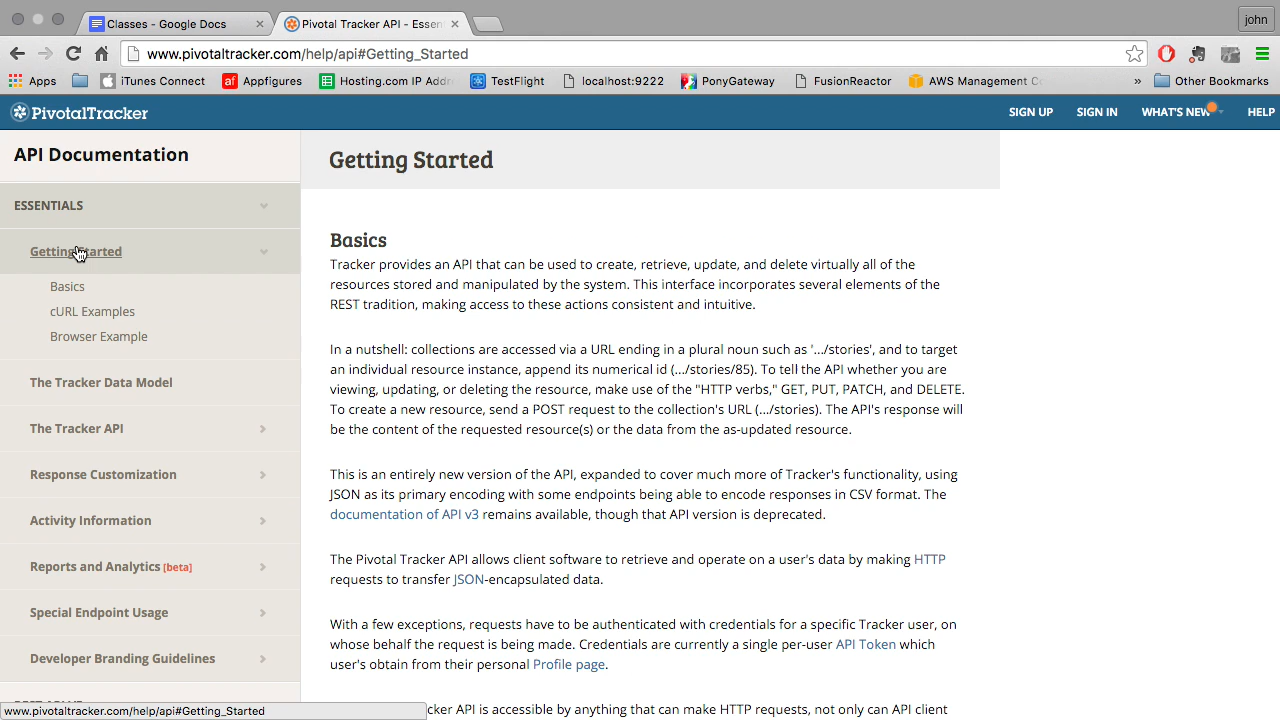 Classes - Google Docs
Pivotal Tracker API - Essen
john
www.pivotaltracker.com/help/api#Getting_Started
Apps
iTunes Connect
af Appfigures
Hosting.com IP Addr
TestFlight
localhost:9222
PonyGateway
FusionReactor
AWS Management Co
» Other Bookmarks
PivotalTracker
SIGN UP
SIGN IN
WHAT'S NEW
HELP
API Documentation
ESSENTIALS
Getting Started
Basics
cURL Examples
Browser Example
The Tracker Data Model
The Tracker API
Response Customization
Activity Information
Reports and Analytics [beta]
Special Endpoint Usage
Developer Branding Guidelines
www.pivotaltracker.com/help/api#Getting_Started
Getting Started
Basics
Tracker provides an API that can be used to create, retrieve, update, and delete virtually all of the
resources stored and manipulated by the system. This interface incorporates several elements of the
REST tradition, making access to these actions consistent and intuitive.
In a nutshell: collections are accessed via a URL ending in a plural noun such as '.../stories', and to target
an individual resource instance, append its numerical id (.../stories/85). To tell the API whether you are
viewing, updating, or deleting the resource, make use of the "HTTP verbs," GET, PUT, PATCH, and DELETE.
To create a new resource, send a POST request to the collection's URL (.../stories). The API's response will
be the content of the requested resource(s) or the data from the as-updated resource.
This is an entirely new version of the API, expanded to cover much more of Tracker's functionality, using
JSON as its primary encoding with some endpoints being able to encode responses in CSV format. The
documentation of API v3 remains available, though that API version is deprecated.
The Pivotal Tracker API allows client software to retrieve and operate on a user's data by making HTTP
requests to transfer JSON-encapsulated data.
With a few exceptions, requests have to be authenticated with credentials for a specific Tracker user, on
whose behalf the request is being made. Credentials are currently a single per-user API Token which
user's obtain from their personal Profile page.
cker API is accessible by anything that can make HTTP requests, not only can API client